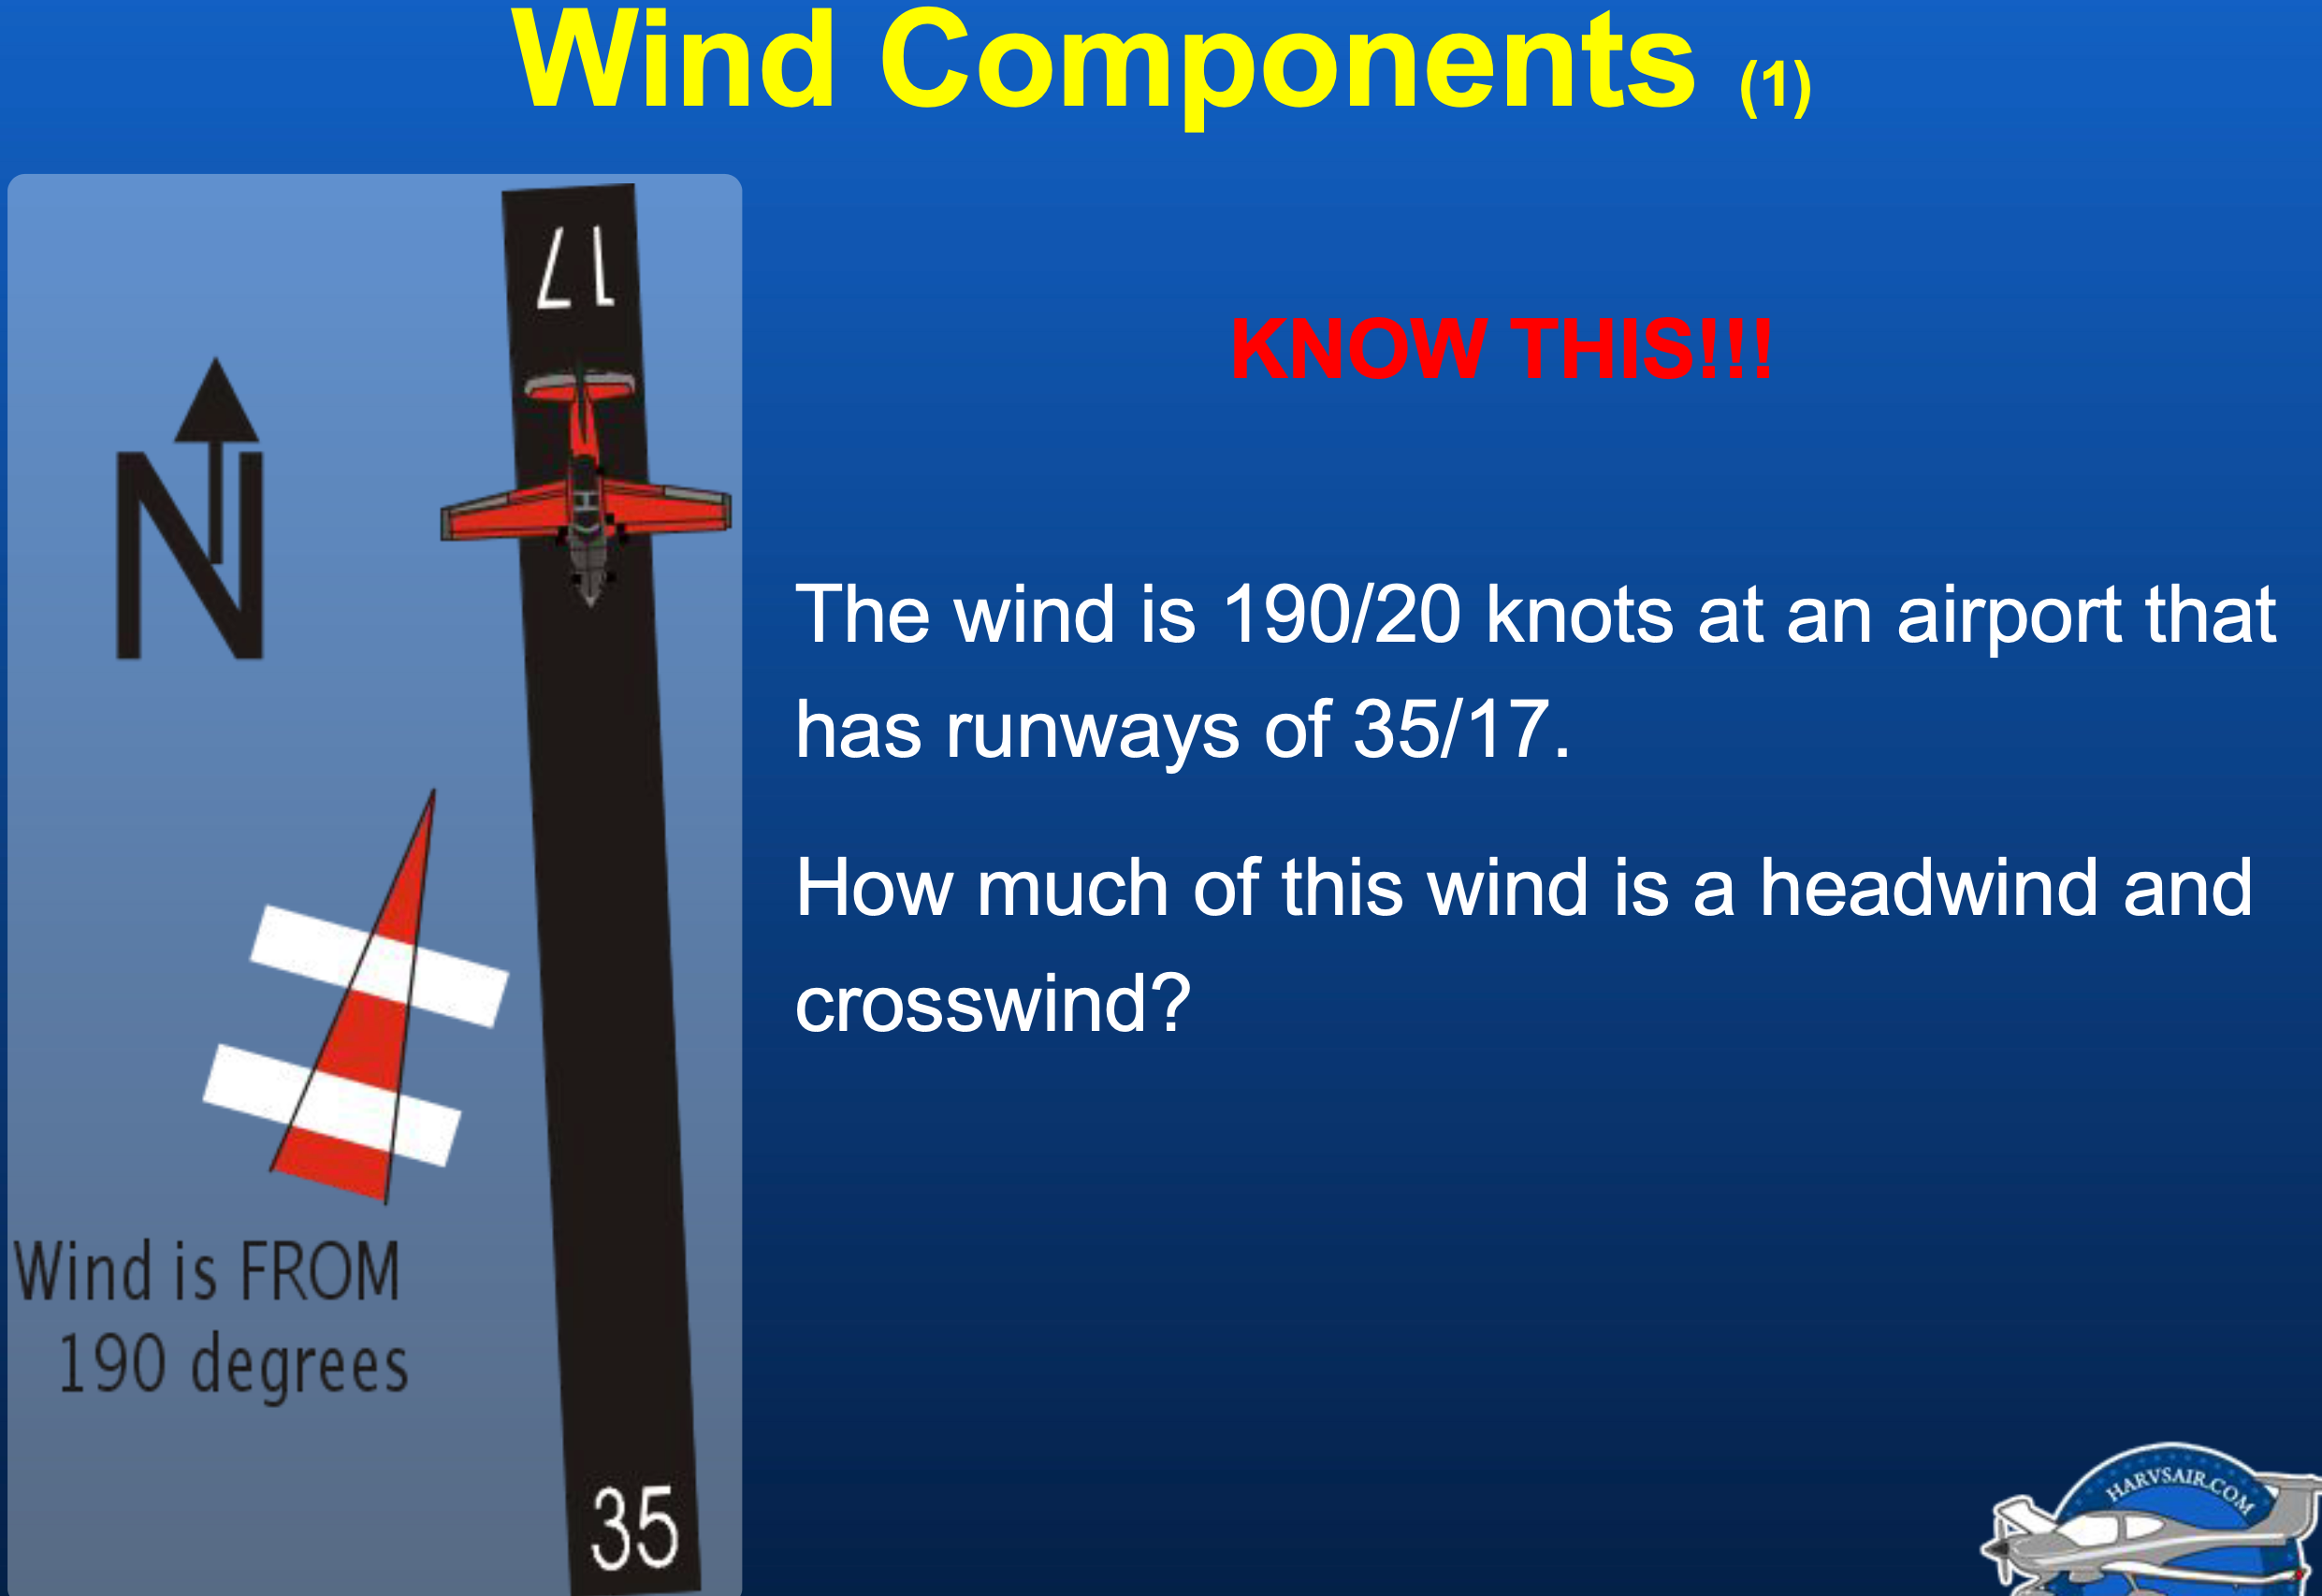 Wind Components (1)
17
N
Wind is FROM
190 degrees
35
KNOW THIS!!!
The wind is 190/20 knots at an airport that
has runways of 35/17.
How much of this wind is a headwind and
crosswind?
HARVSAIR.COM